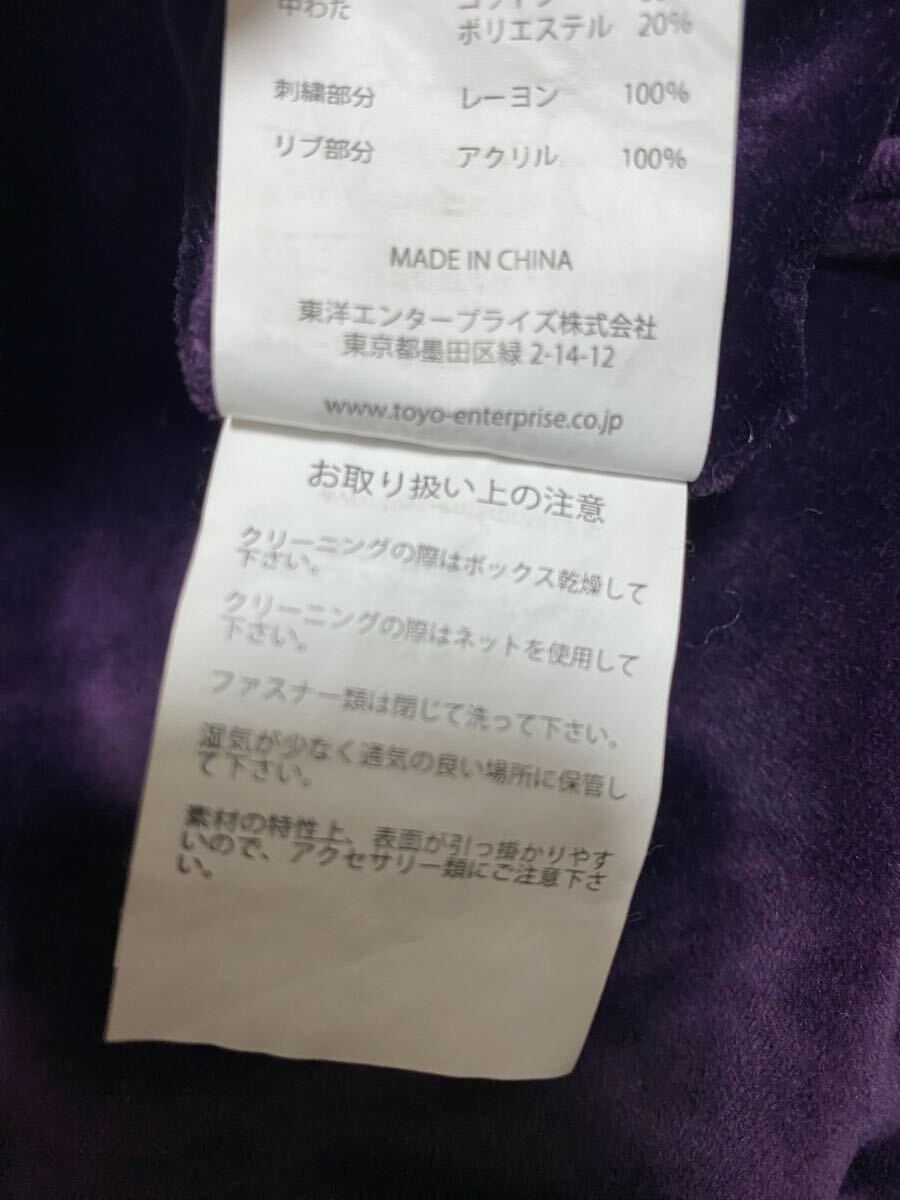 中わた
ポリエステル 20%
刺繍部分 レーヨン 100%
リブ部分 アクリル 100%
MADE IN CHINA
東洋エンタープライズ株式会社
東京都墨田区緑 2-14-12
www.toyo-enterprise.co.jp
お取り扱い上の注意
クリーニングの際はボックス乾燥して
下さい。
クリーニングの際はネットを使用して
下さい。
ファスナー類は閉じて洗って下さい。
湿気が少なく通気の良い場所に保管し
て下さい。
素材の特性上、表面が引っ掛かりやす
いので、アクセサリー類にご注意下さ
い。